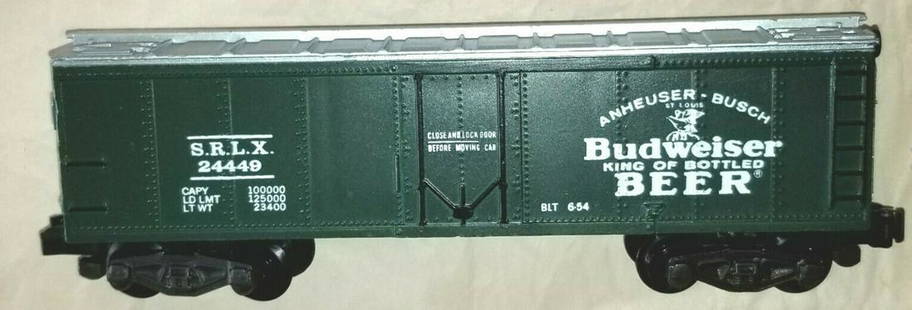 S.R.L.X.
24449
CAPY 100000
LD LMT 125000
LT WT 23400
CLOSE AND LOCK DOOR
BEFORE MOVING CAR
ANHEUSER - BUSCH
ST LOUIS
Budweiser
KING OF BOTTLED
BEER®
BLT 6-54